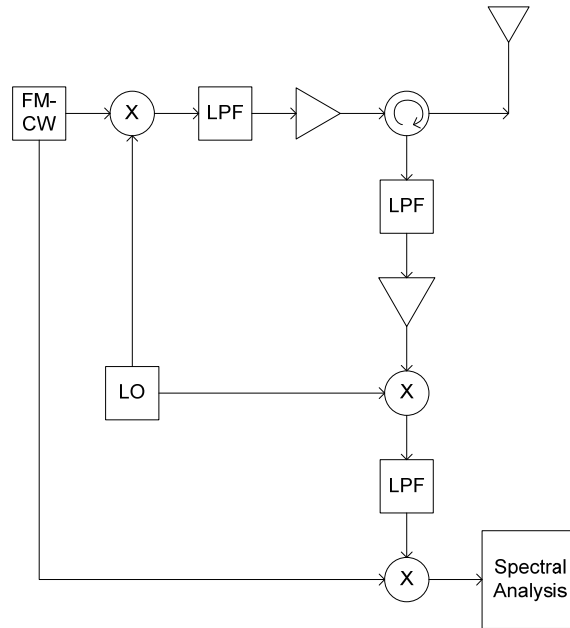 FM-
CW
X
LPF
LPF
LO
X
LPF
X
Spectral
Analysis